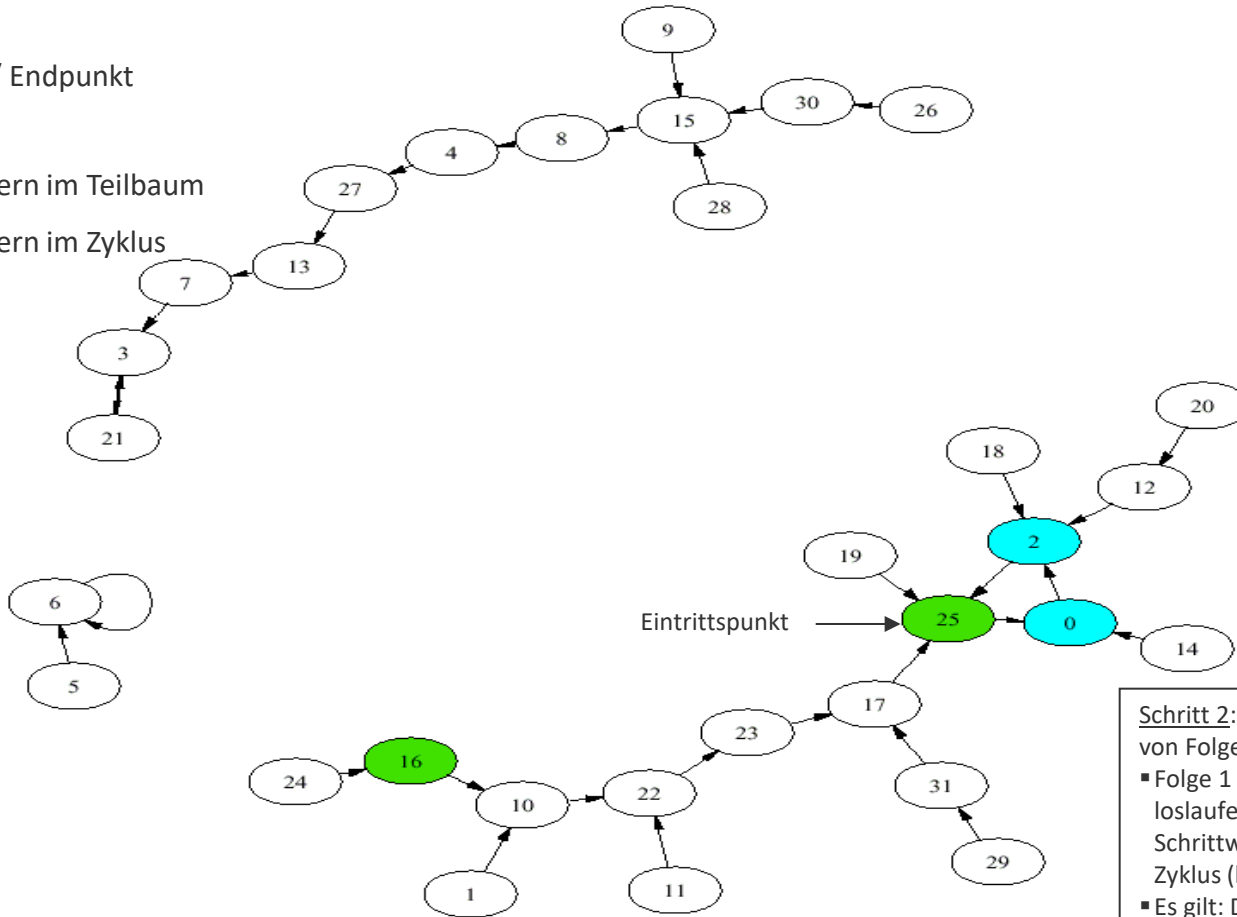 / Endpunkt
ern im Teilbaum
ern im Zyklus
9
30
26
15
8
4
28
27
13
7
3
21
20
18
12
2
19
6
Eintrittspunkt
25
0
14
5
17
23
16
24
22
31
10
29
1
11
Schritt 2:
von Folge
▪Folge 1
loslaufe
Schrittw
Zyklus (
▪Es gilt: D